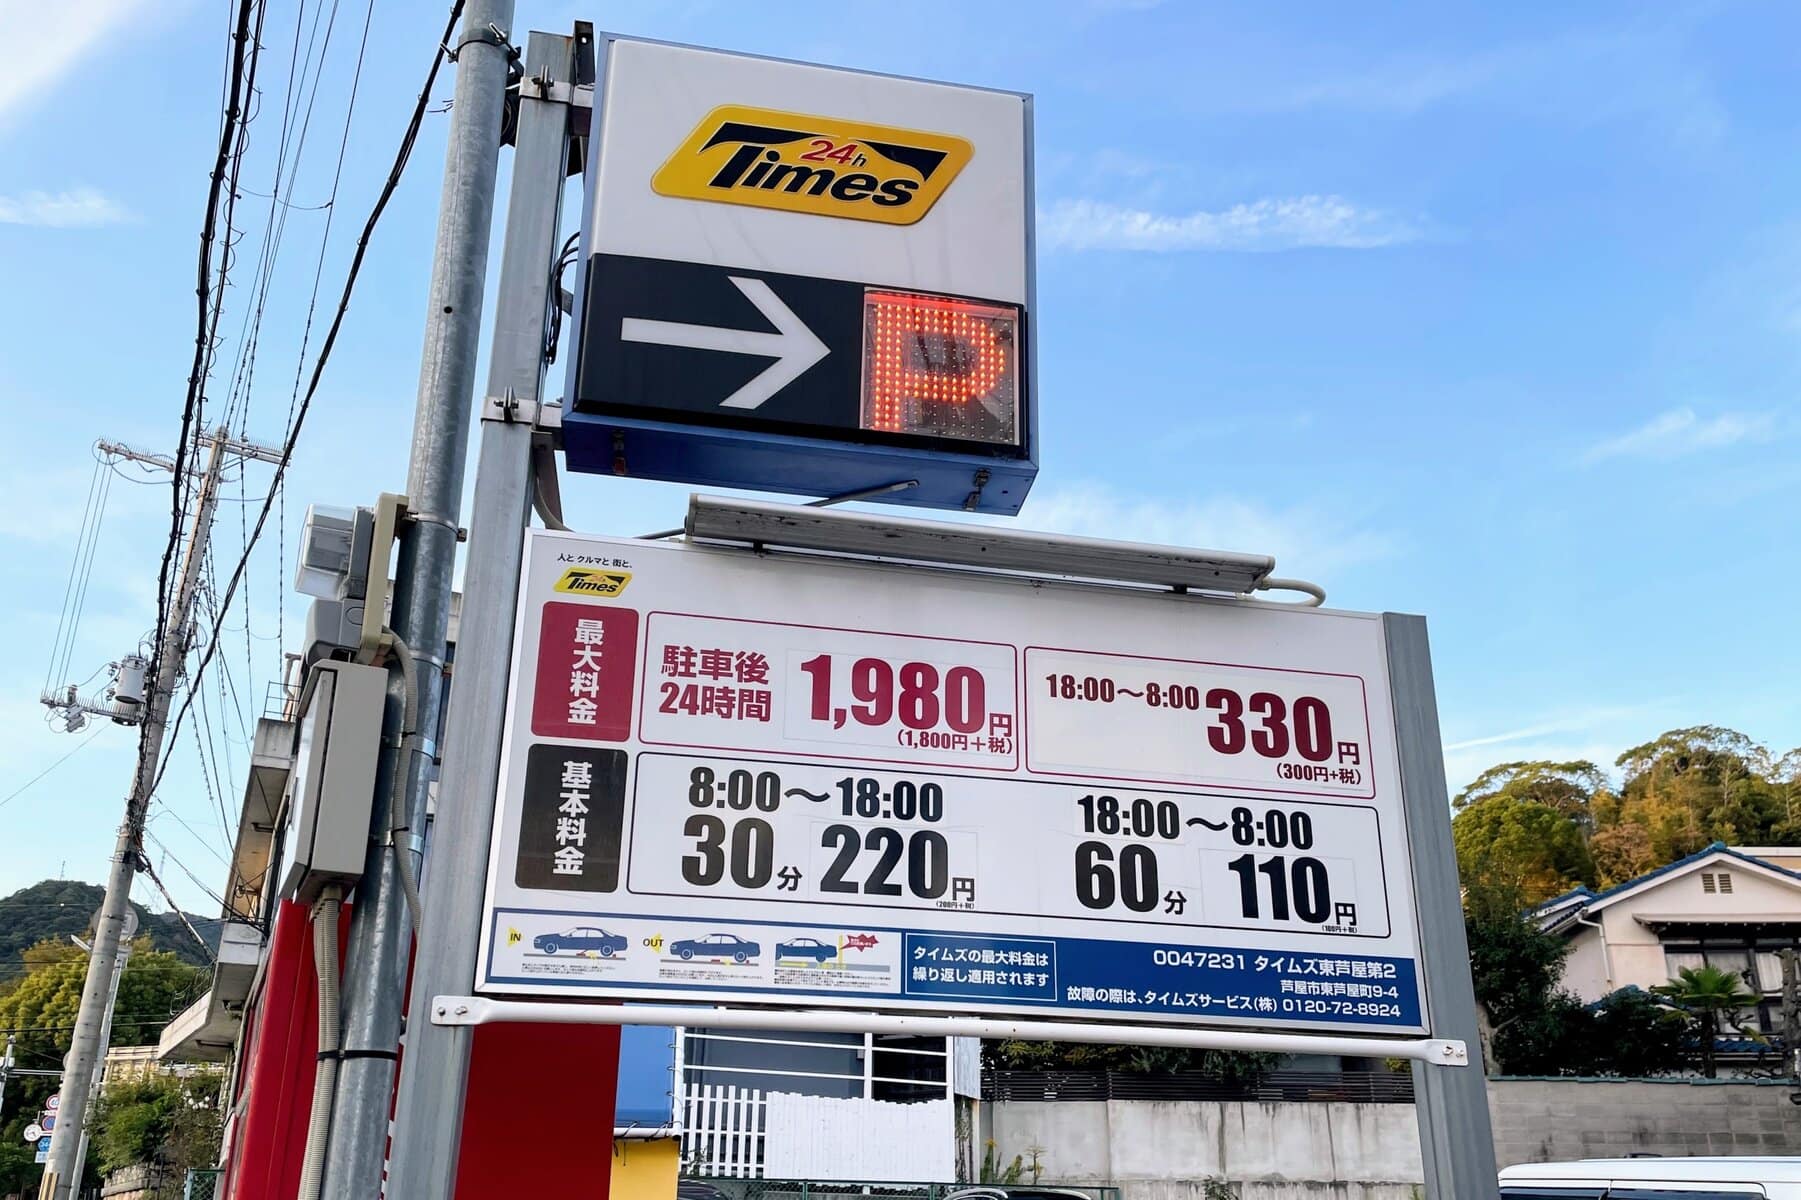 24h
Times
P
人と クルマと 街と、
24h
Times
最大料金
駐車後
24時間
1,980円
(1,800円+税)
18:00〜8:00 330円
(300円+税)
基本料金
8:00〜18:00
30分 220円
(200円+税)
18:00〜8:00
60分 110円
(100円+税)
IN
OUT
タイムズの最大料金は
繰り返し適用されます
0047231 タイムズ東芦屋第2
芦屋市東芦屋町9-4
故障の際は、タイムズサービス(株) 0120-72-8924